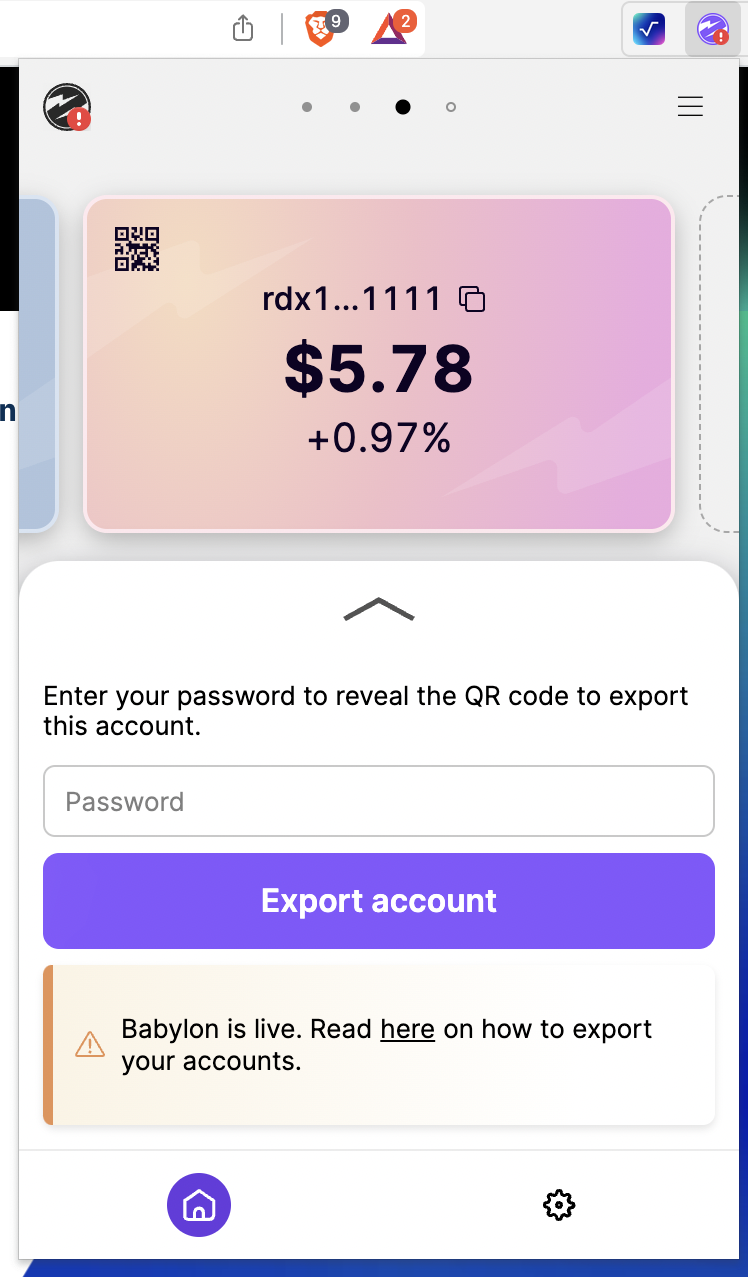 9
2
rdx1...1111
$5.78
+0.97%
n
Enter your password to reveal the QR code to export
this account.
Password
Export account
Babylon is live. Read here on how to export
your accounts.